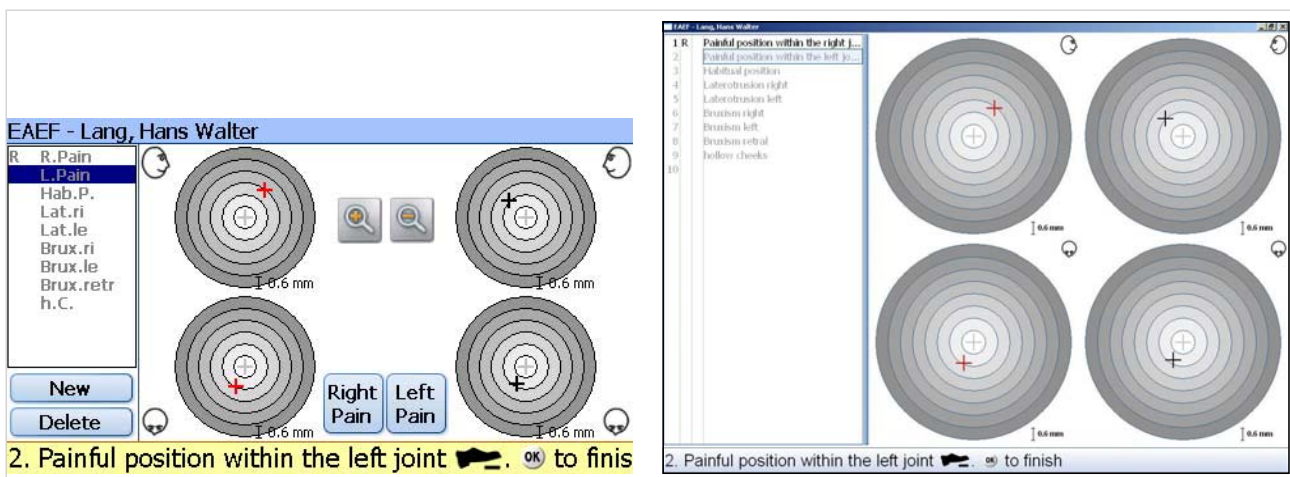 EAEF - Lang, Hans Walter
R R.Pain
L.Pain
Hab.P.
Lat.ri
Lat.le
Brux.ri
Brux.le
Brux.retr
h.C.
New
Delete
0.6 mm
0.6 mm
0.6 mm
0.6 mm
Right
Pain
Left
Pain
2. Painful position within the left joint . OK to finis
EAEF - Lang, Hans Walter
1 R Painful position within the right j...
2 Painful position within the left jo...
3 Habitual position
4 Laterotrusion right
5 Laterotrusion left
6 Bruxism right
7 Bruxism left
8 Bruxism retral
9 hollow cheeks
10
0.6 mm
0.6 mm
0.6 mm
0.6 mm
2. Painful position within the left joint . OK to finish